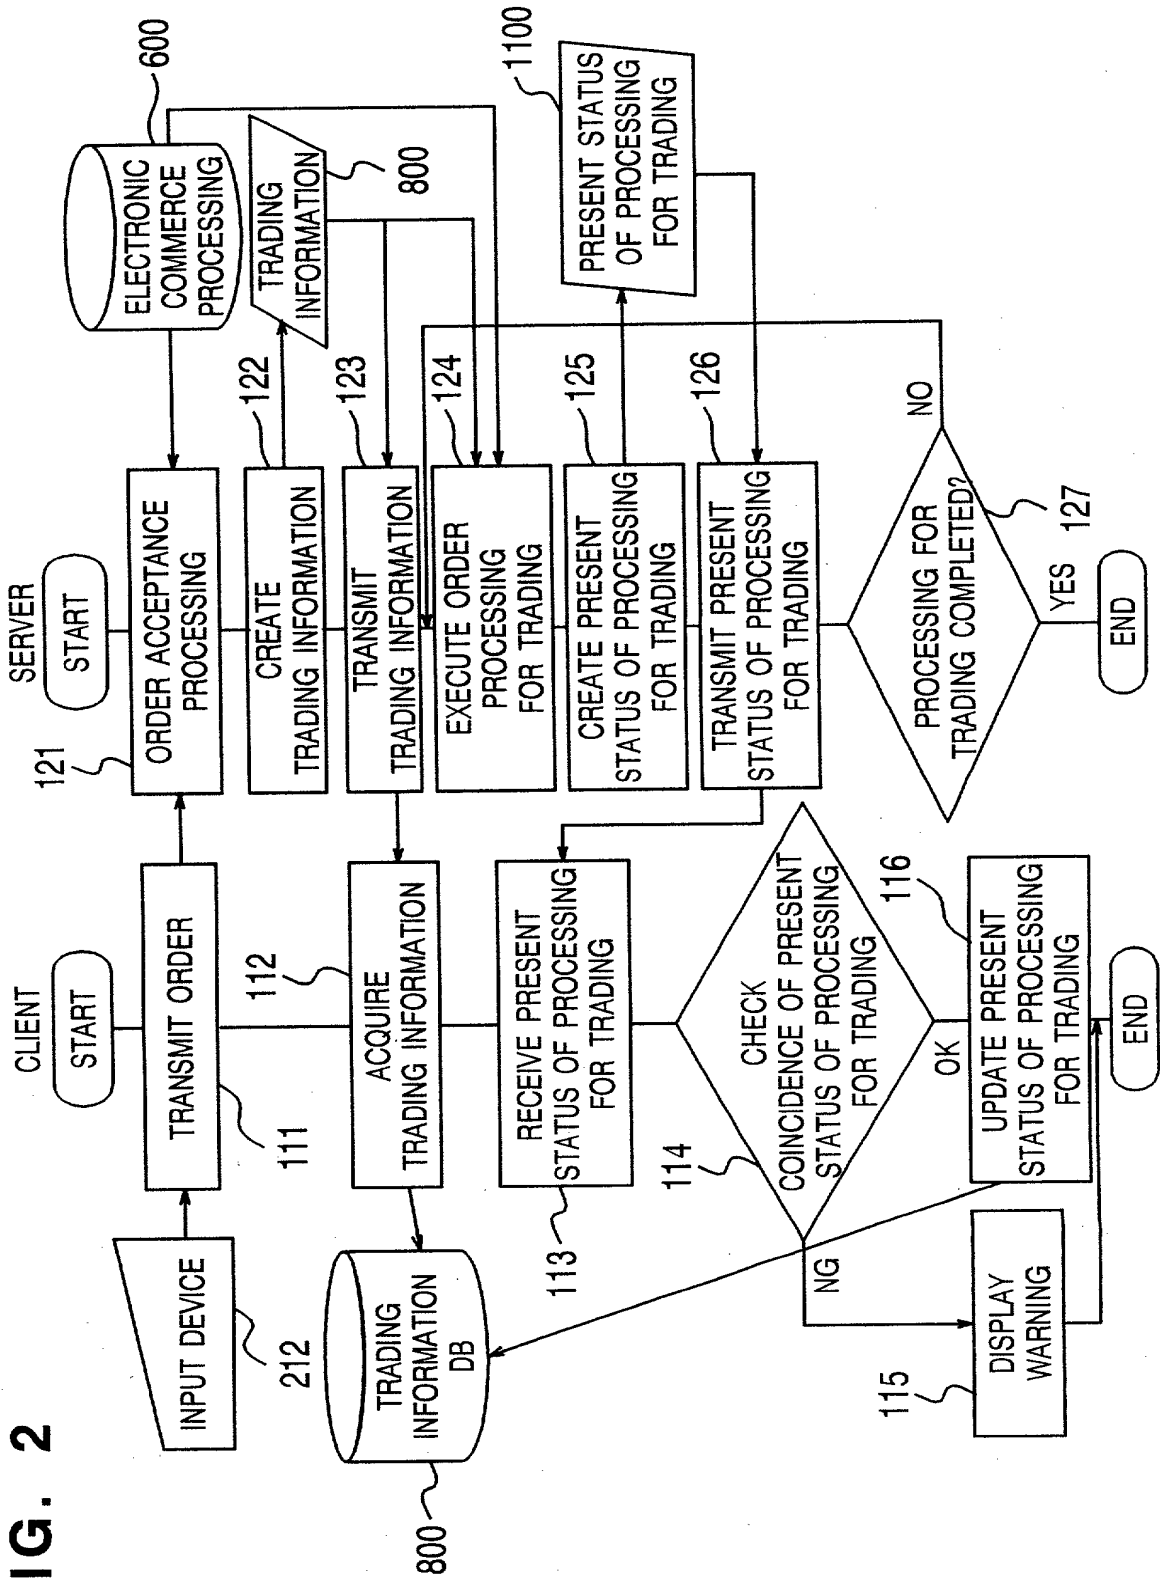 IG. 2
CLIENT
START
INPUT DEVICE
212
TRANSMIT ORDER
111
ACQUIRE
TRADING INFORMATION
112
TRADING
INFORMATION
DB
800
RECEIVE PRESENT
STATUS OF PROCESSING
FOR TRADING
113
CHECK
COINCIDENCE OF PRESENT
STATUS OF PROCESSING
FOR TRADING
114
NG
OK
DISPLAY
WARNING
115
UPDATE PRESENT
STATUS OF PROCESSING
FOR TRADING
116
END
SERVER
START
ORDER ACCEPTANCE
PROCESSING
121
ELECTRONIC
COMMERCE
PROCESSING
600
CREATE
TRADING INFORMATION
122
TRADING
INFORMATION
800
TRANSMIT
TRADING INFORMATION
123
EXECUTE ORDER
PROCESSING
FOR TRADING
124
CREATE PRESENT
STATUS OF PROCESSING
FOR TRADING
125
PRESENT STATUS
OF PROCESSING
FOR TRADING
1100
TRANSMIT PRESENT
STATUS OF PROCESSING
FOR TRADING
126
PROCESSING FOR
TRADING COMPLETED?
127
NO
YES
END